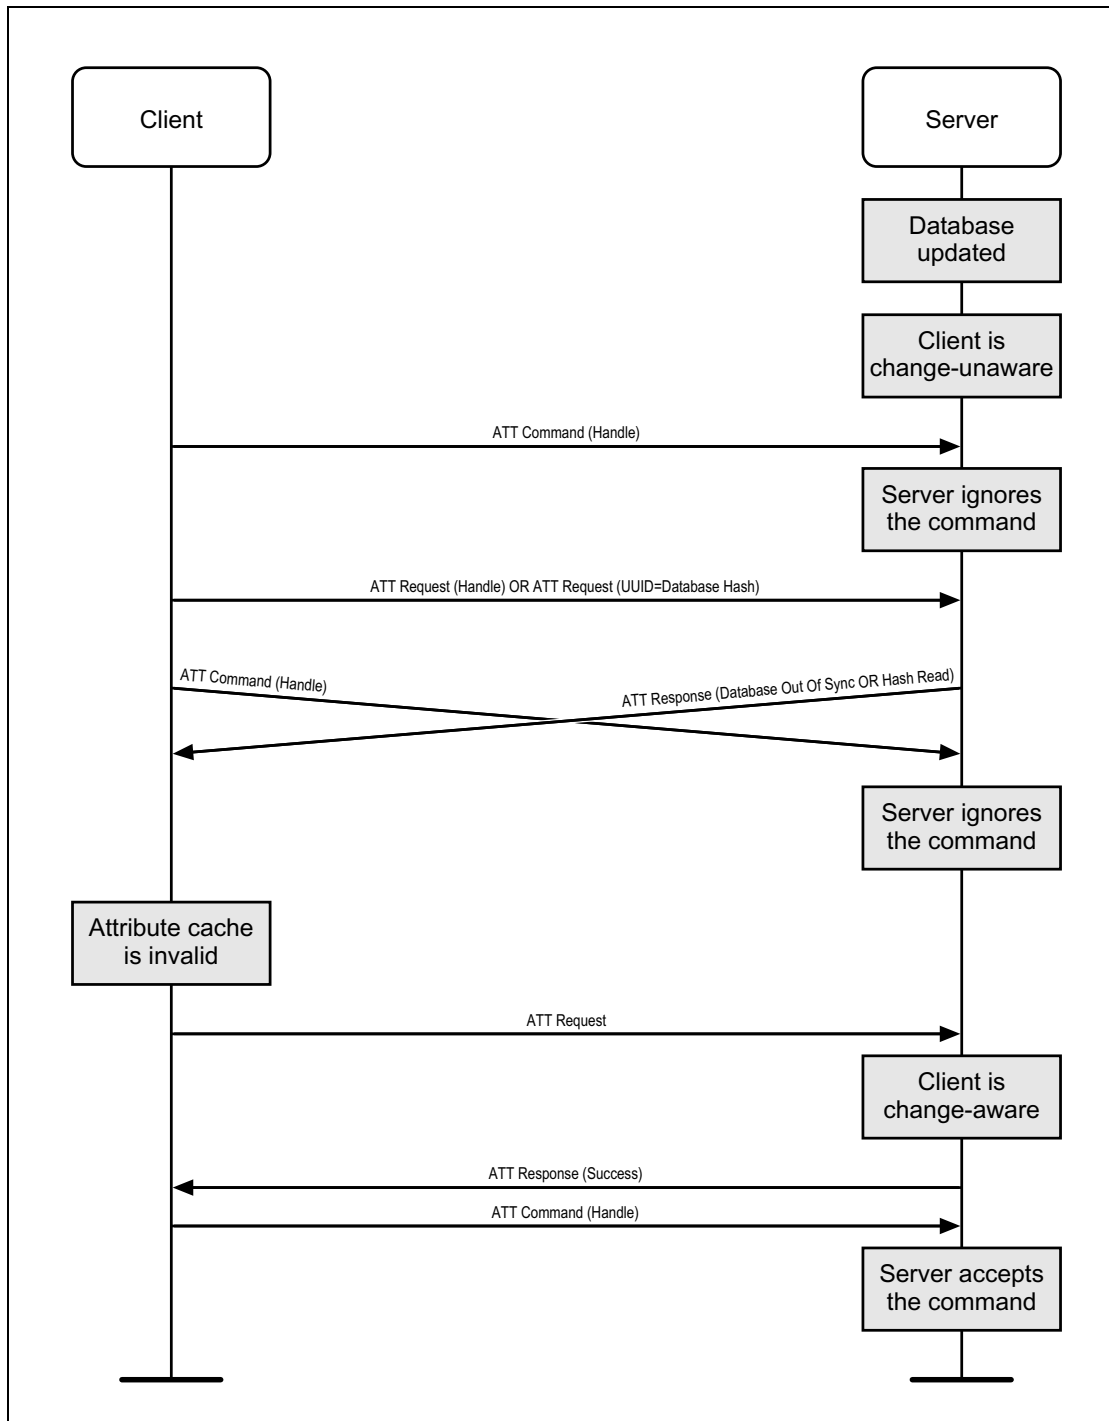 Client
Server
Database
updated
Client is
change-unaware
ATT Command (Handle)
Server ignores
the command
ATT Request (Handle) OR ATT Request (UUID=Database Hash)
ATT Command (Handle)
ATT Response (Database Out Of Sync OR Hash Read)
Server ignores
the command
Attribute cache
is invalid
ATT Request
Client is
change-aware
ATT Response (Success)
ATT Command (Handle)
Server accepts
the command